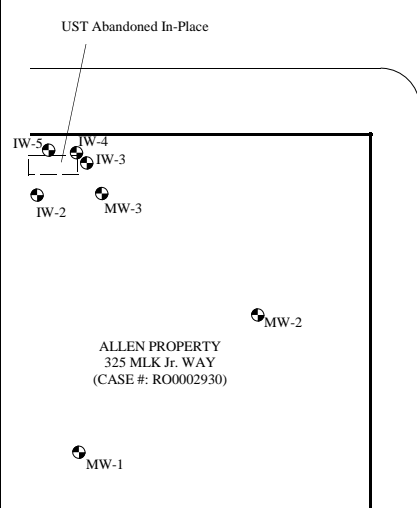 UST Abandoned In-Place
IW-5
IW-4
IW-3
IW-2
MW-3
MW-2
ALLEN PROPERTY
325 MLK Jr. WAY
(CASE #: RO0002930)
MW-1